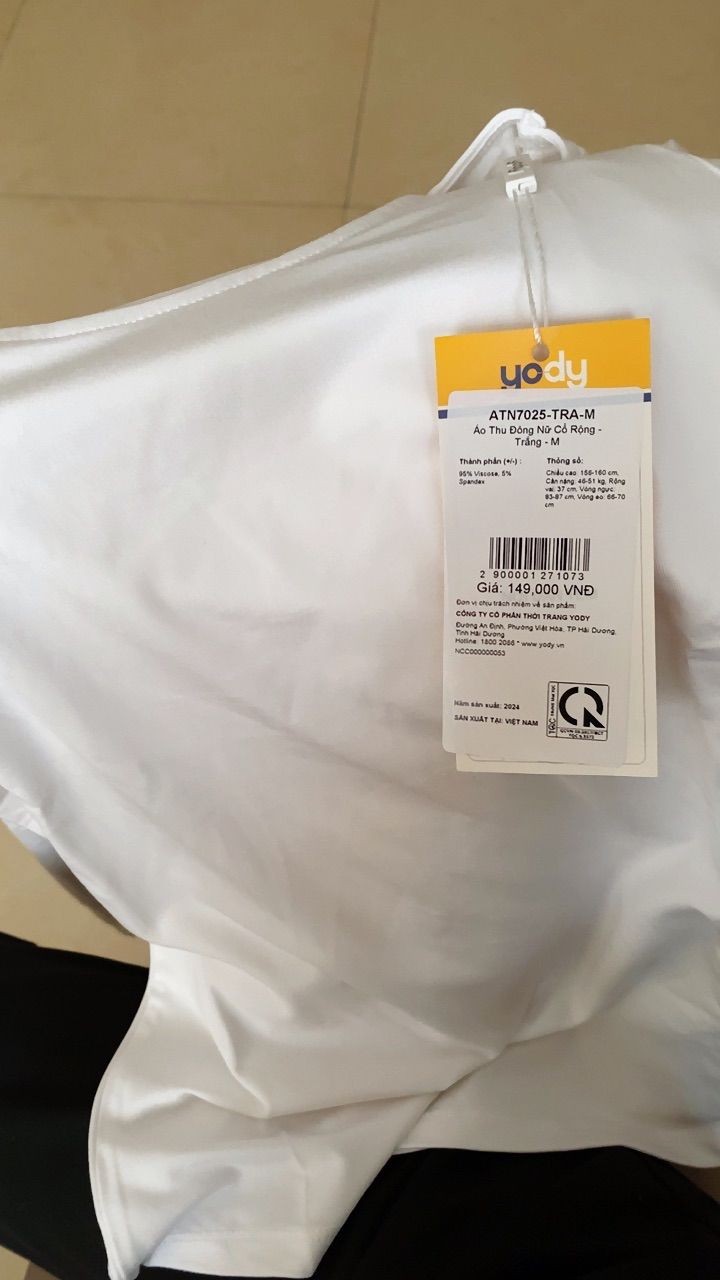 yody
ATN7025-TRA-M
Áo Thu Đông Nữ Cổ Rộng -
Trắng - M
Thành phần (+/-) :
95% Viscose, 5%
Spandex
Thông số:
Chiều cao: 156-160 cm,
Cân nặng: 46-51 kg, Rộng
vai: 37 cm, Vòng ngực:
83-87 cm, Vòng eo: 66-70
cm
2 900001 271073
Giá: 149,000 VNĐ
Đơn vị chịu trách nhiệm về sản phẩm:
CÔNG TY CỔ PHẦN THỜI TRANG YODY
Đường An Định, Phường Việt Hòa, TP Hải Dương,
Tỉnh Hải Dương
Hotline: 1800 2086 * www.yody.vn
NCC000000053
Năm sản xuất: 2024
SẢN XUẤT TẠI: VIỆT NAM
TQC